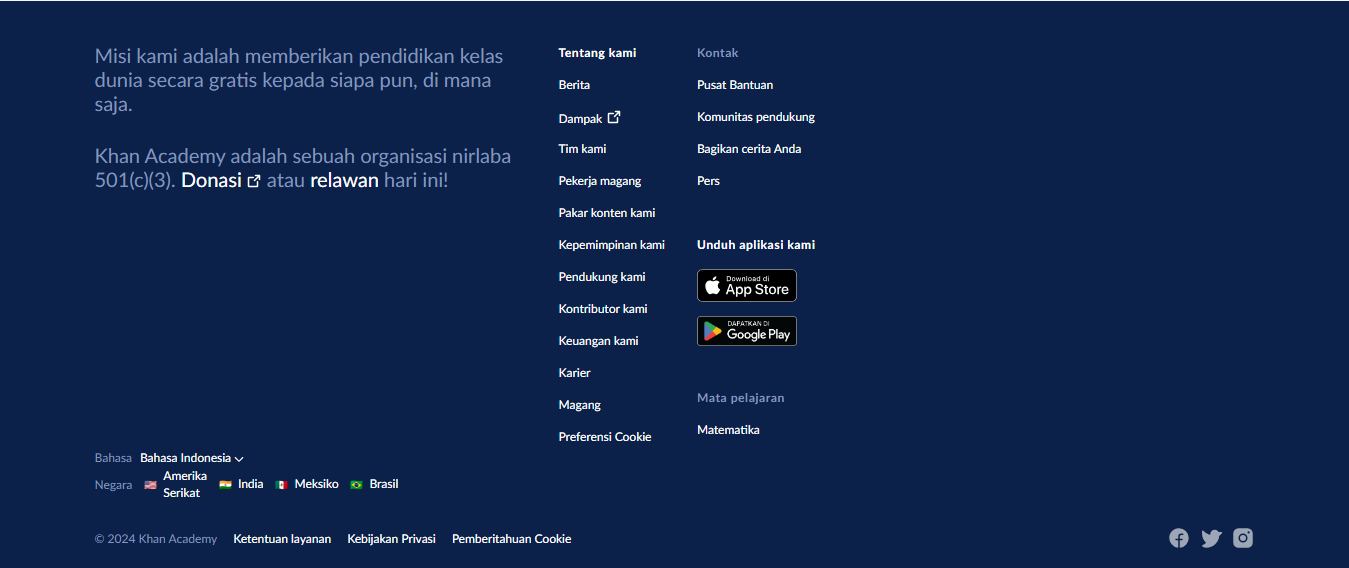 Misi kami adalah memberikan pendidikan kelas
dunia secara gratis kepada siapa pun, di mana
saja.
Khan Academy adalah sebuah organisasi nirlaba
501(c)(3). Donasi atau relawan hari ini!
Tentang kami
Berita
Dampak
Tim kami
Pekerja magang
Pakar konten kami
Kepemimpinan kami
Pendukung kami
Kontributor kami
Keuangan kami
Karier
Magang
Preferensi Cookie
Kontak
Pusat Bantuan
Komunitas pendukung
Bagikan cerita Anda
Pers
Unduh aplikasi kami
Download di
App Store
DAPATKAN DI
Google Play
Mata pelajaran
Matematika
Bahasa Bahasa Indonesia
Negara Amerika
Serikat India Meksiko Brasil
© 2024 Khan Academy Ketentuan layanan Kebijakan Privasi Pemberitahuan Cookie